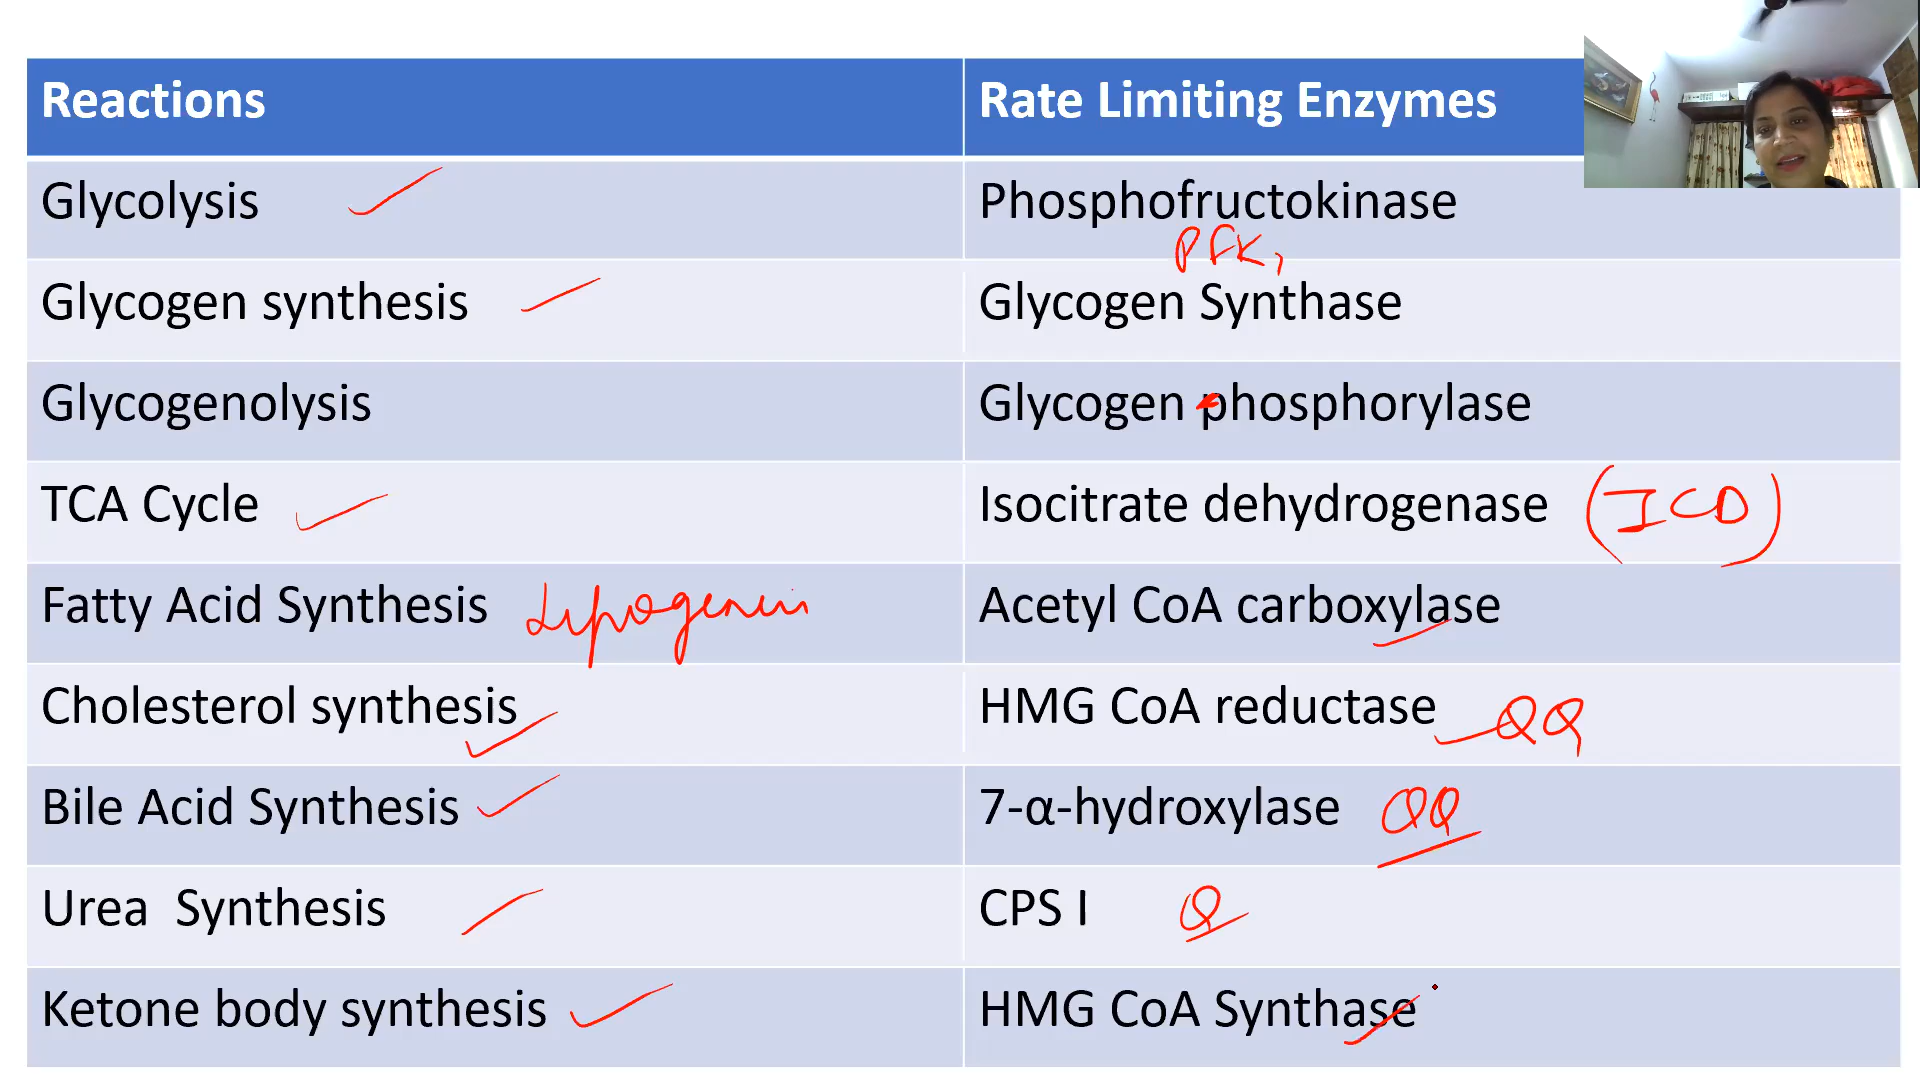 Reactions Rate Limiting Enzymes
Glycolysis Phosphofructokinase
PFK1
Glycogen synthesis Glycogen Synthase
Glycogenolysis Glycogen phosphorylase
TCA Cycle Isocitrate dehydrogenase (ICD)
Fatty Acid Synthesis Lipogenesis Acetyl CoA carboxylase
Cholesterol synthesis HMG CoA reductase QQ
Bile Acid Synthesis 7-α-hydroxylase QQ
Urea Synthesis CPS I Q
Ketone body synthesis HMG CoA Synthase